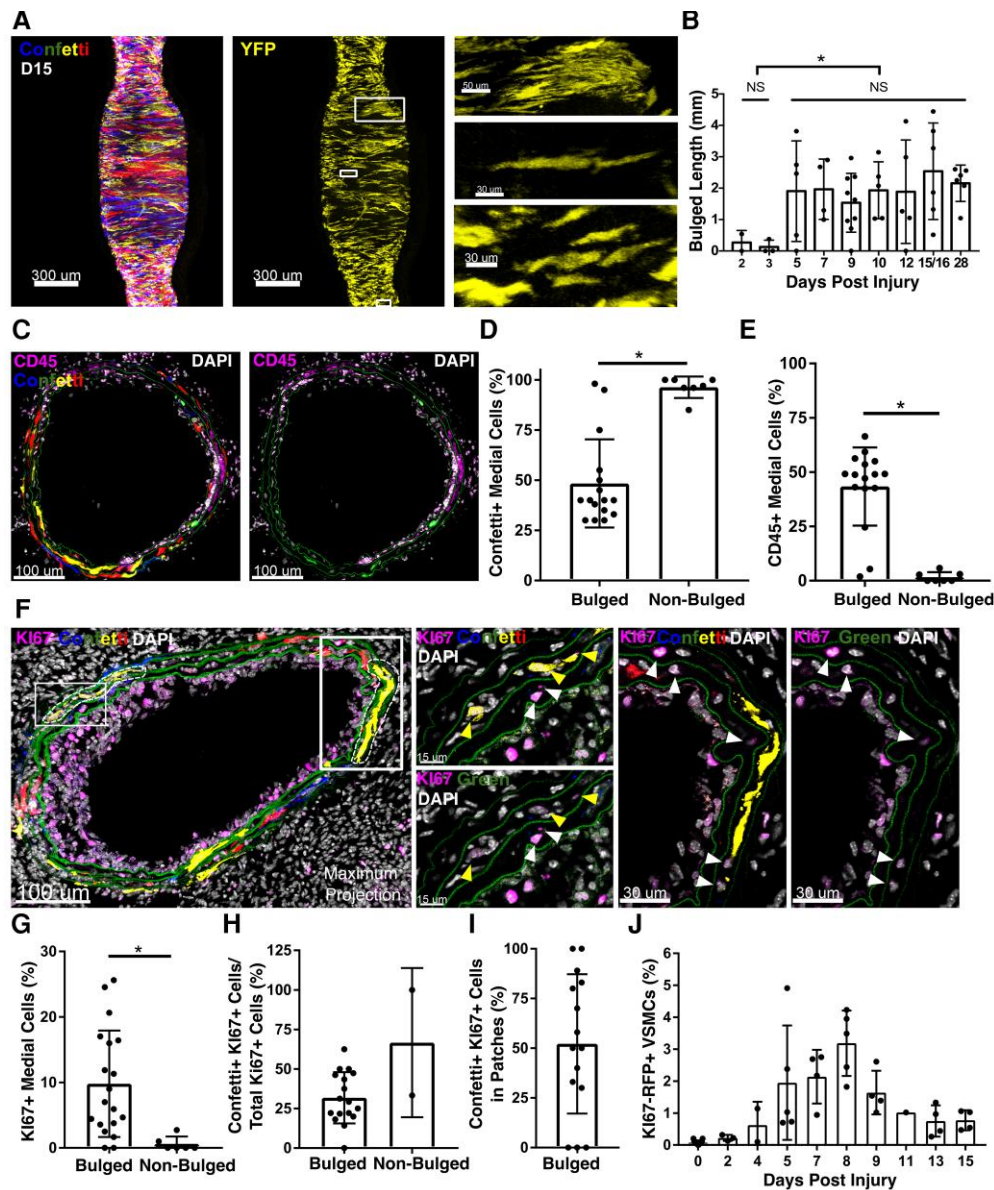 A
Confetti
D15
300 um
YFP
300 um
50 um
30 um
30 um
B
*
NS
NS
Bulged Length (mm)
5
4
3
2
1
0
2 3 5 7 9 10 12 15/16 28
Days Post Injury
C
CD45
Confetti
DAPI
100 um
CD45
DAPI
100 um
D
*
Confetti+ Medial Cells (%)
100
75
50
25
0
Bulged Non-Bulged
E
*
CD45+ Medial Cells (%)
100
75
50
25
0
Bulged Non-Bulged
F
KI67 Confetti DAPI
100 um
Maximum
Projection
KI67 Confetti
DAPI
15 um
KI67 Green
DAPI
15 um
KI67 Confetti DAPI
30 um
KI67 Green DAPI
30 um
G
*
KI67+ Medial Cells (%)
30
20
10
0
Bulged Non-Bulged
H
Confetti+ KI67+ Cells/
Total KI67+ Cells (%)
125
100
75
50
25
0
Bulged Non-Bulged
I
Confetti+ KI67+ Cells
in Patches (%)
100
75
50
25
0
Bulged
J
KI67-RFP+ VSMCs (%)
6
5
4
3
2
1
0
0 2 4 5 7 8 9 11 13 15
Days Post Injury